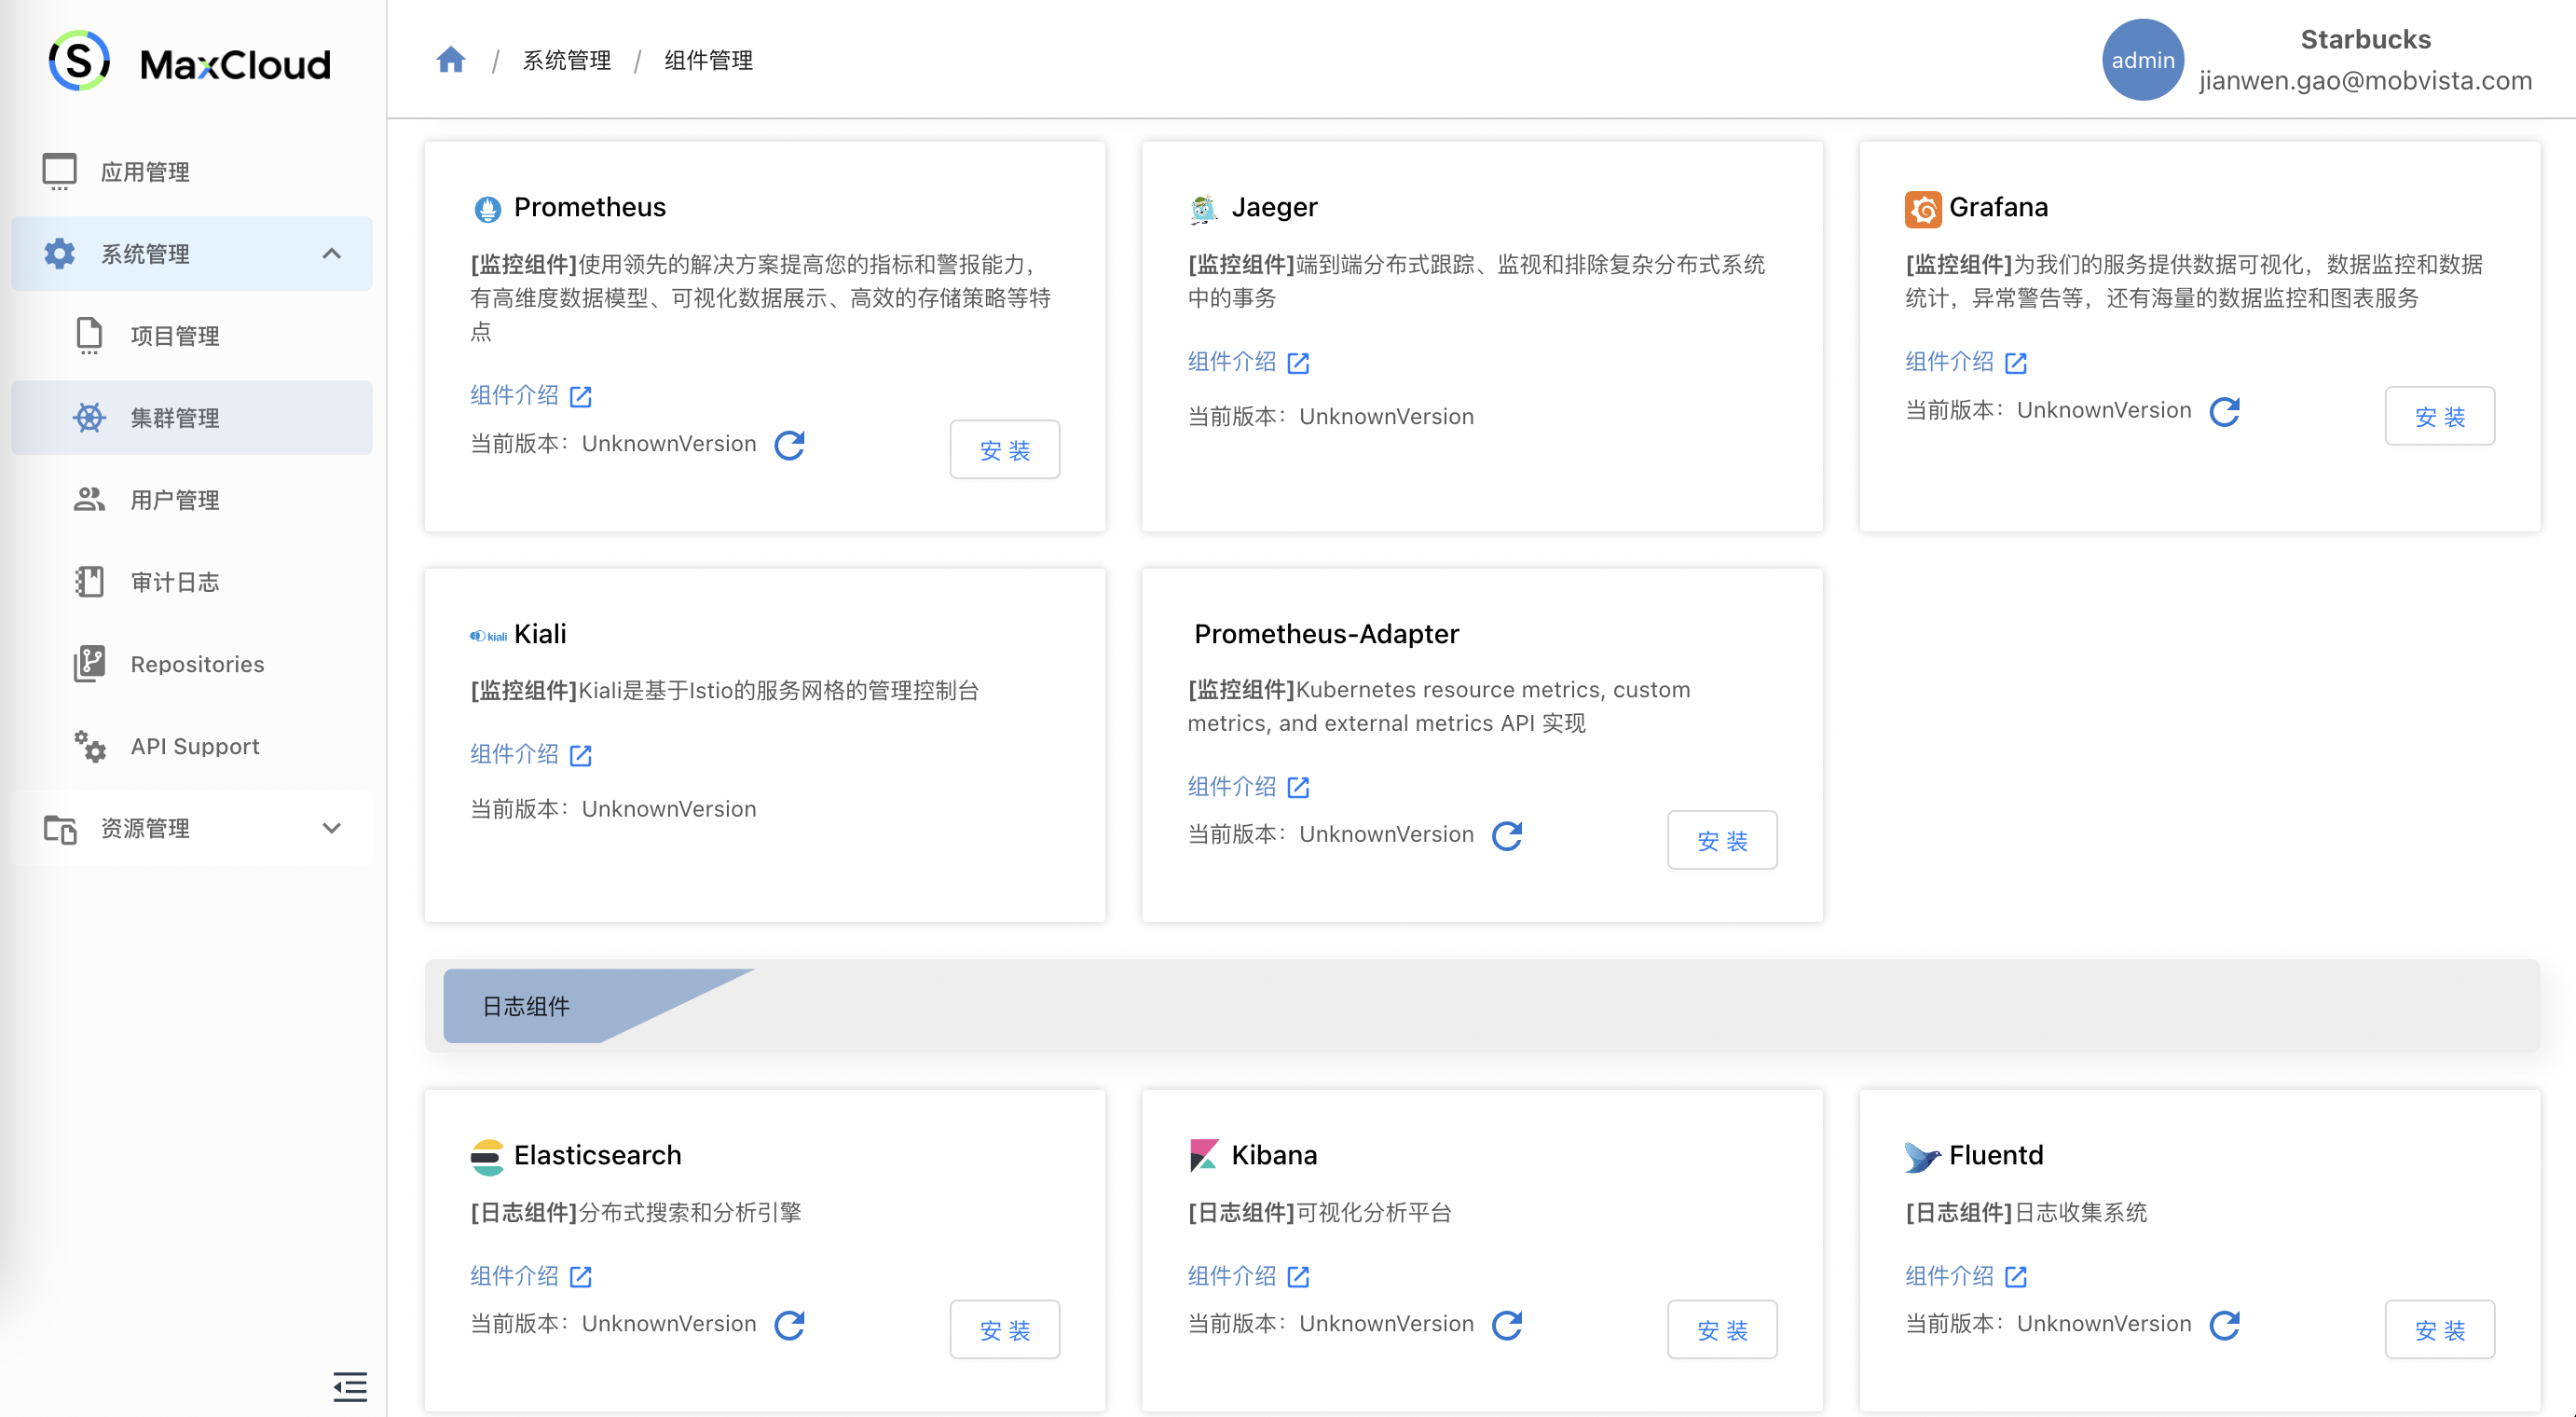 MaxCloud
系统管理 / 组件管理
admin
Starbucks
jianwen.gao@mobvista.com
应用管理
系统管理
项目管理
集群管理
用户管理
审计日志
Repositories
API Support
资源管理
Prometheus
[监控组件]使用领先的解决方案提高您的指标和警报能力，
有高维度数据模型、可视化数据展示、高效的存储策略等特
点
组件介绍
当前版本：UnknownVersion
安 装
Jaeger
[监控组件]端到端分布式跟踪、监视和排除复杂分布式系统
中的事务
组件介绍
当前版本：UnknownVersion
Grafana
[监控组件]为我们的服务提供数据可视化，数据监控和数据
统计，异常警告等，还有海量的数据监控和图表服务
组件介绍
当前版本：UnknownVersion
安 装
kiali Kiali
[监控组件]Kiali是基于Istio的服务网格的管理控制台
组件介绍
当前版本：UnknownVersion
Prometheus-Adapter
[监控组件]Kubernetes resource metrics, custom
metrics, and external metrics API 实现
组件介绍
当前版本：UnknownVersion
安 装
日志组件
Elasticsearch
[日志组件]分布式搜索和分析引擎
组件介绍
当前版本：UnknownVersion
安 装
Kibana
[日志组件]可视化分析平台
组件介绍
当前版本：UnknownVersion
安 装
Fluentd
[日志组件]日志收集系统
组件介绍
当前版本：UnknownVersion
安 装